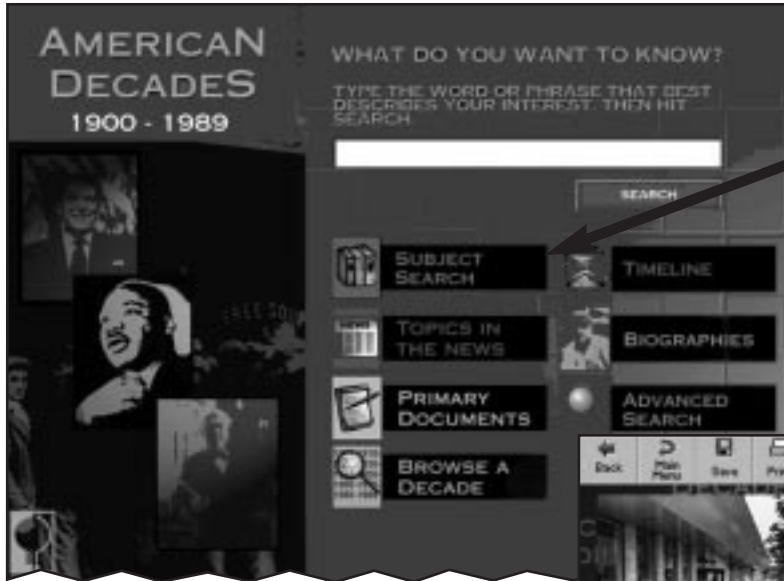 AMERICAN
DECADES
1900 - 1989
WHAT DO YOU WANT TO KNOW?
TYPE THE WORD OR PHRASE THAT BEST
DESCRIBES YOUR INTEREST. THEN HIT
SEARCH
SEARCH
SUBJECT
SEARCH
TIMELINE
TOPICS IN
THE NEWS
BIOGRAPHIES
PRIMARY
DOCUMENTS
ADVANCED
SEARCH
BROWSE A
DECADE
Back
Main
Menu
Save